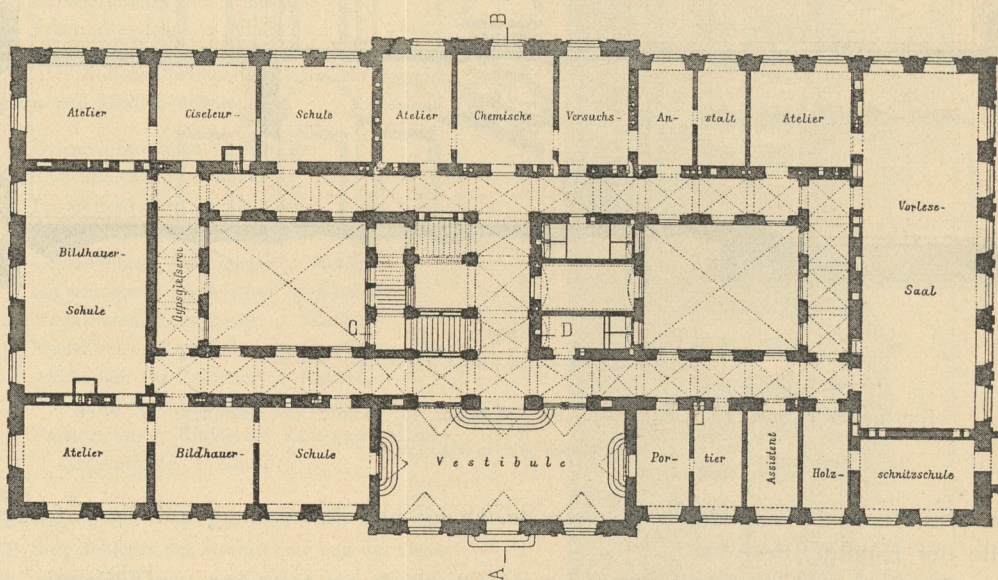 B
Atelier
Ciseleur-
Schule
Atelier
Chemische
Versuchs-
An-
stalt
Atelier
Vorlese-
Saal
Bildhauer-
Schule
Gypsgießerei
C
D
Atelier
Bildhauer-
Schule
Vestibule
Por-
tier
Assistent
Holz-
schnitzschule
A